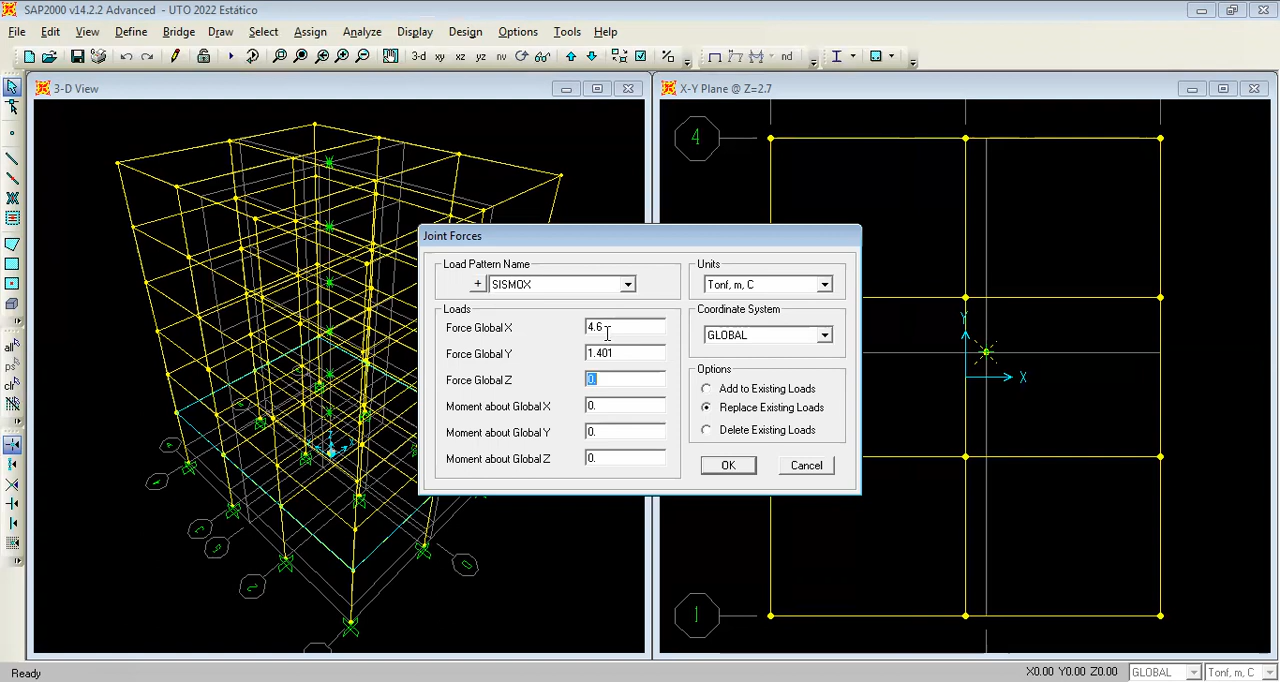 SAP2000 v14.2.2 Advanced - UTO 2022 Estático
File Edit View Define Bridge Draw Select Assign Analyze Display Design Options Tools Help
3-d xy xz yz nv nd
3-D View
X-Y Plane @ Z=2.7
all
ps
clr
4
1
Y
X
Joint Forces
Load Pattern Name
+ SISMOX
Units
Tonf, m, C
Loads
Force Global X 4.6
Force Global Y 1.401
Force Global Z 0.
Moment about Global X 0.
Moment about Global Y 0.
Moment about Global Z 0.
Coordinate System
GLOBAL
Options
Add to Existing Loads
Replace Existing Loads
Delete Existing Loads
OK Cancel
Ready
X0.00 Y0.00 Z0.00 GLOBAL Tonf, m, C